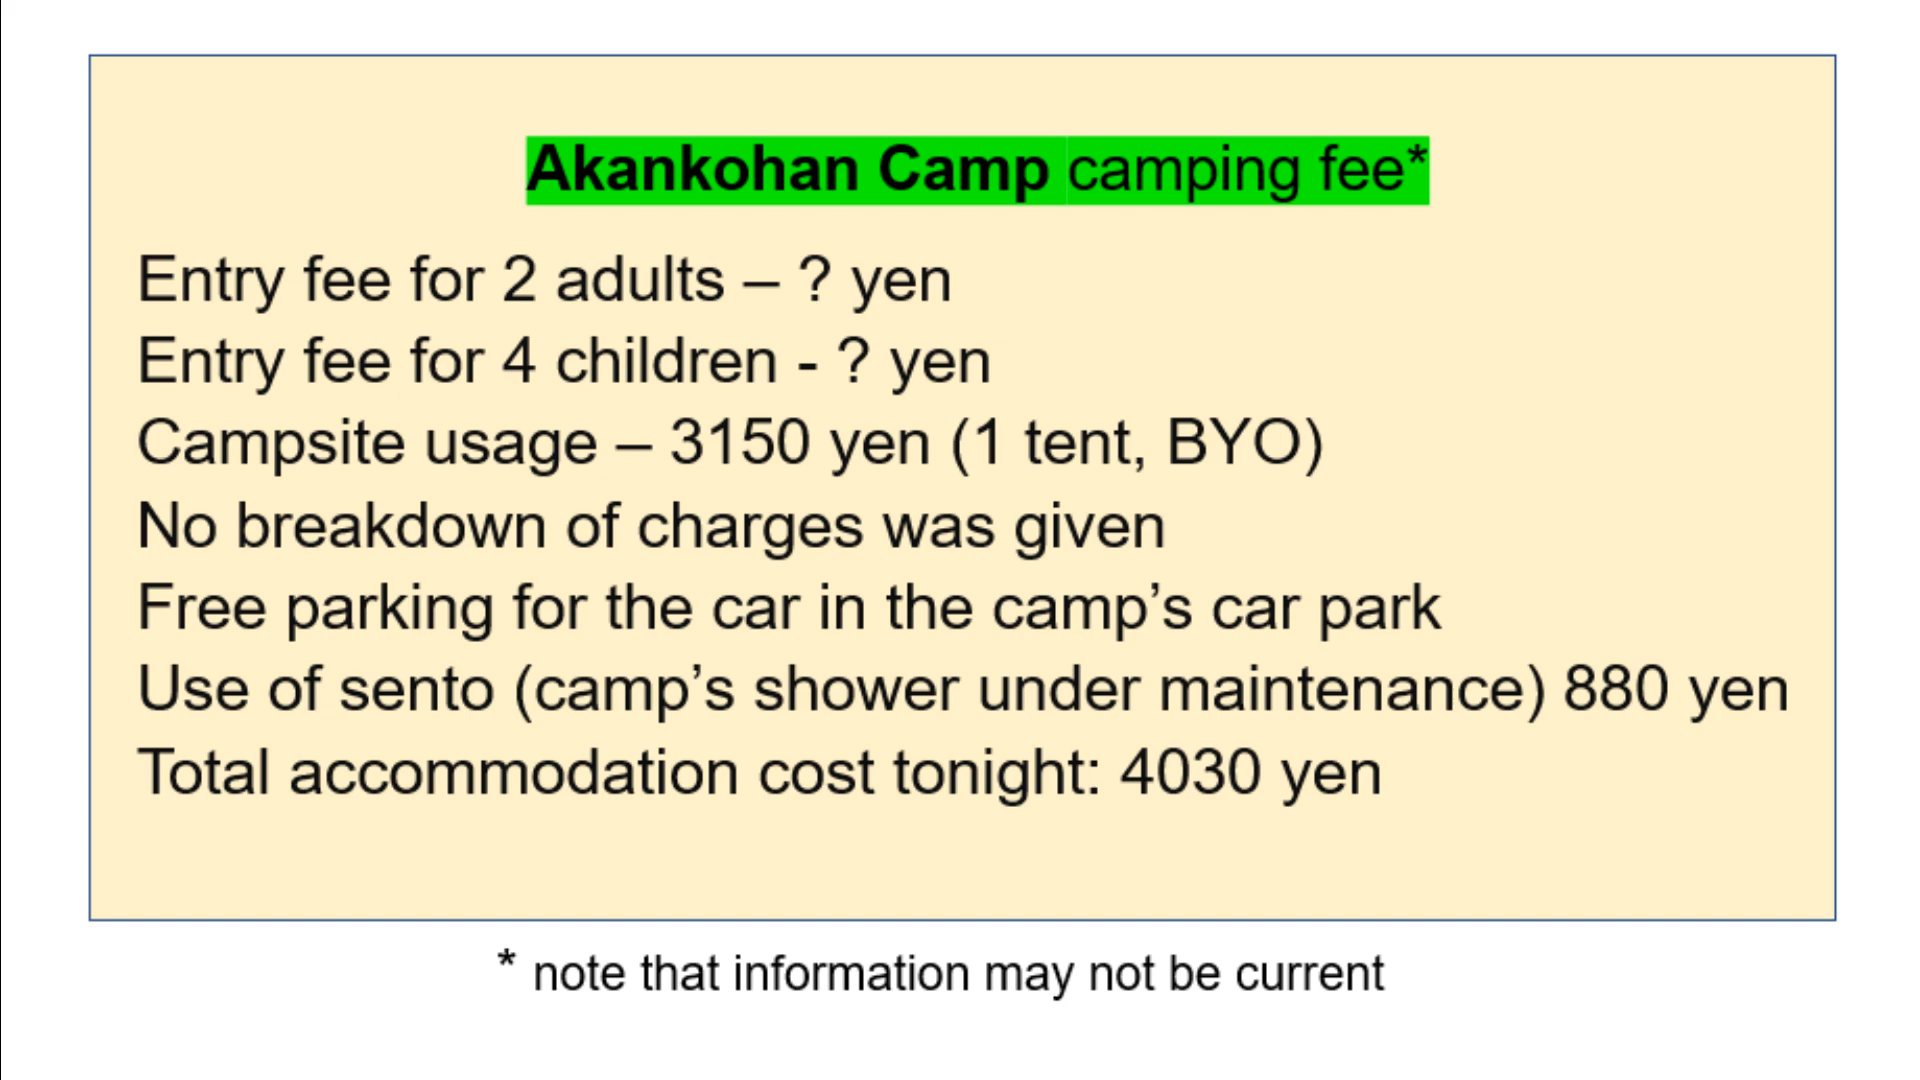 Akankohan Camp camping fee*
Entry fee for 2 adults – ? yen
Entry fee for 4 children - ? yen
Campsite usage – 3150 yen (1 tent, BYO)
No breakdown of charges was given
Free parking for the car in the camp’s car park
Use of sento (camp’s shower under maintenance) 880 yen
Total accommodation cost tonight: 4030 yen
* note that information may not be current